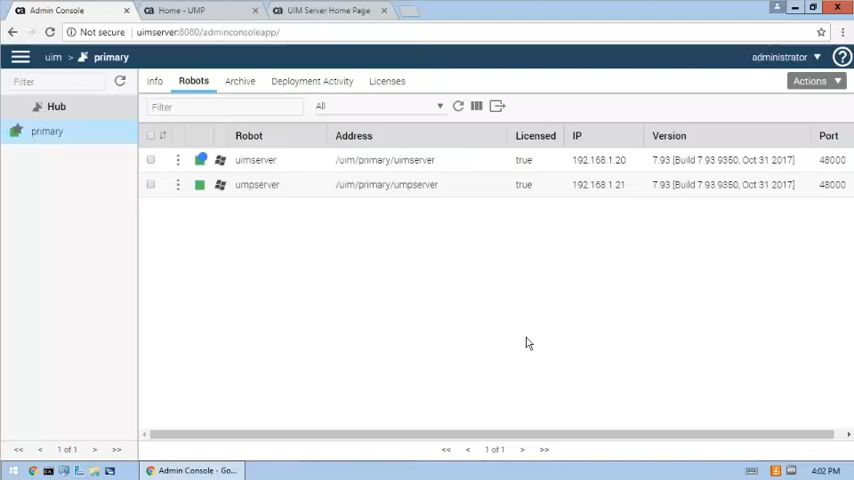 ca Admin Console
ca Home - UMP
ca UIM Server Home Page
Not secure uimserver:8080/adminconsoleapp/
uim > primary
administrator
Filter
Info Robots Archive Deployment Activity Licenses
Actions
Hub
Filter
All
primary
Robot Address Licensed IP Version Port
uimserver /uim/primary/uimserver true 192.168.1.20 7.93 [Build 7.93.9350, Oct 31 2017] 48000
umpserver /uim/primary/umpserver true 192.168.1.21 7.93 [Build 7.93.9350, Oct 31 2017] 48000
<< < 1 of 1 > >>
<< < 1 of 1 > >>
Admin Console - Go...
4:02 PM